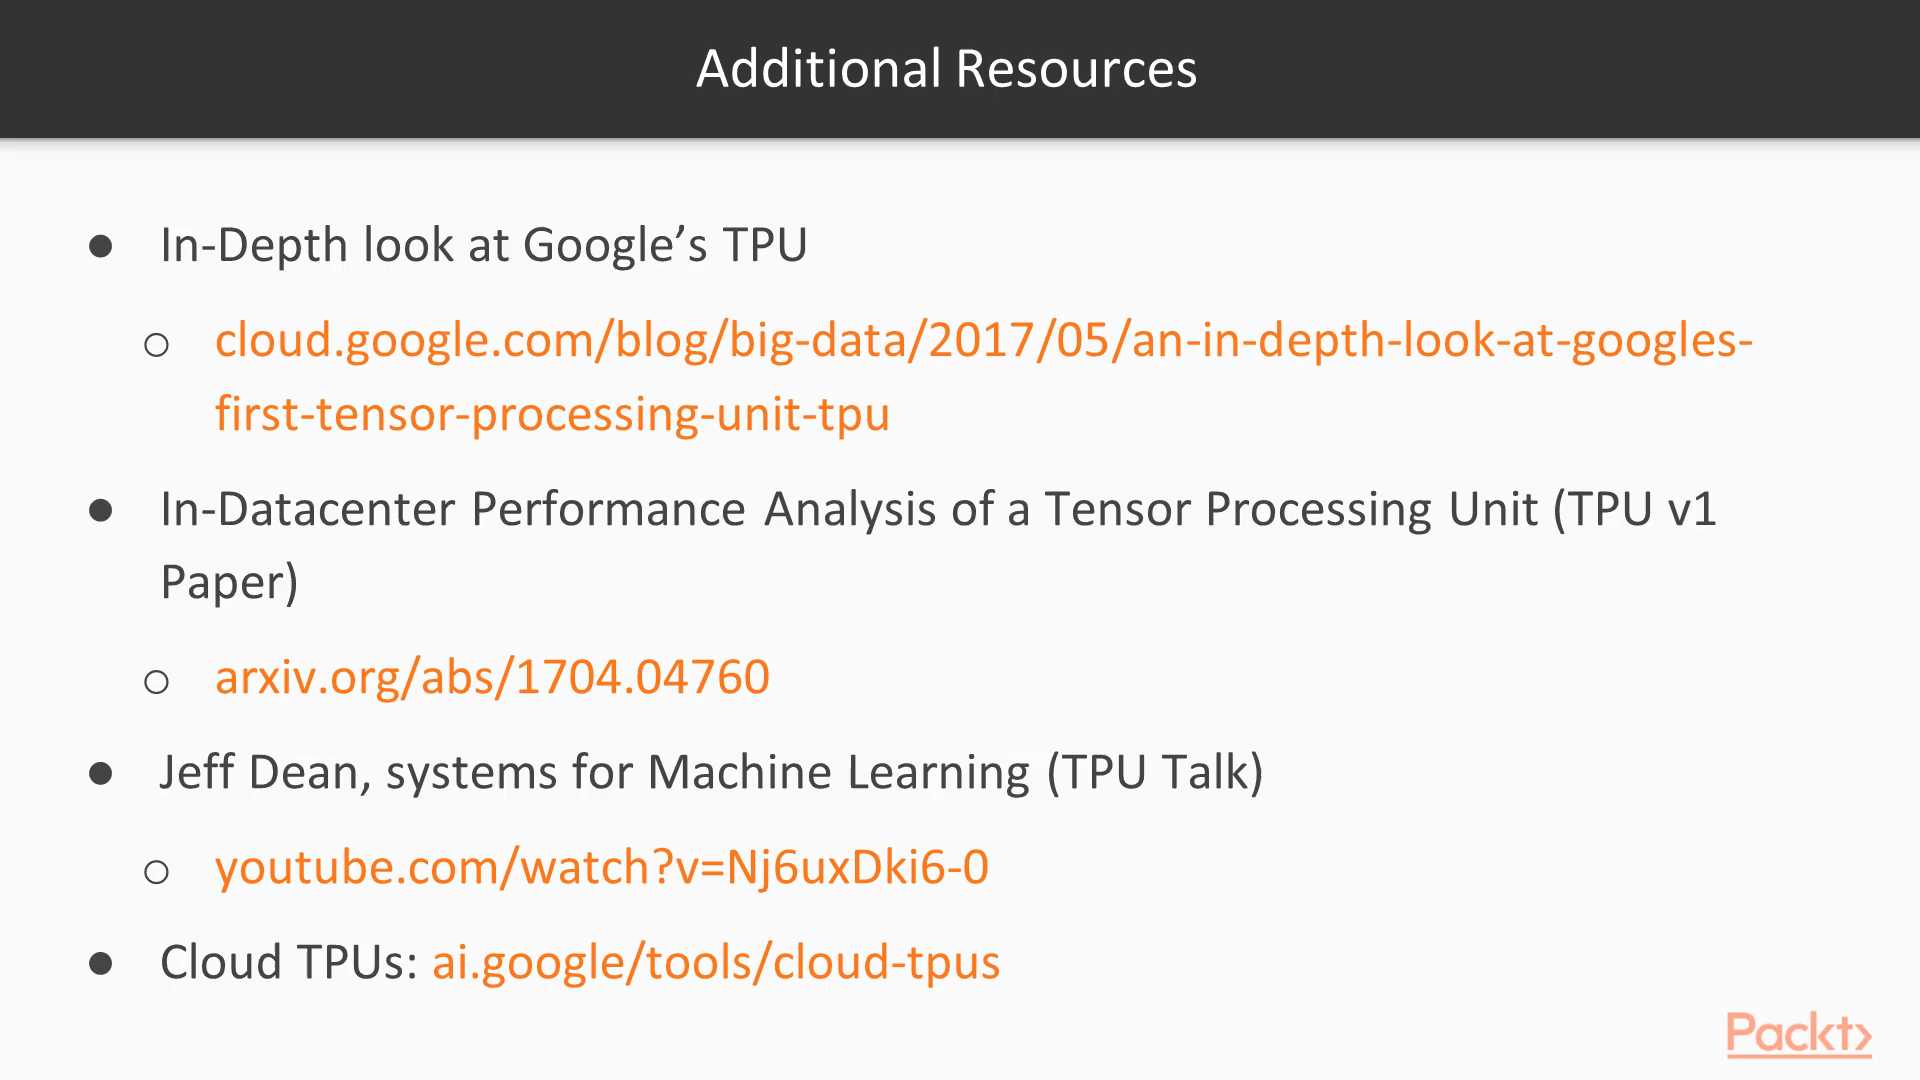 Additional Resources
● In-Depth look at Google’s TPU
○ cloud.google.com/blog/big-data/2017/05/an-in-depth-look-at-googles-
first-tensor-processing-unit-tpu
● In-Datacenter Performance Analysis of a Tensor Processing Unit (TPU v1
Paper)
○ arxiv.org/abs/1704.04760
● Jeff Dean, systems for Machine Learning (TPU Talk)
○ youtube.com/watch?v=Nj6uxDki6-0
● Cloud TPUs: ai.google/tools/cloud-tpus
Packt>